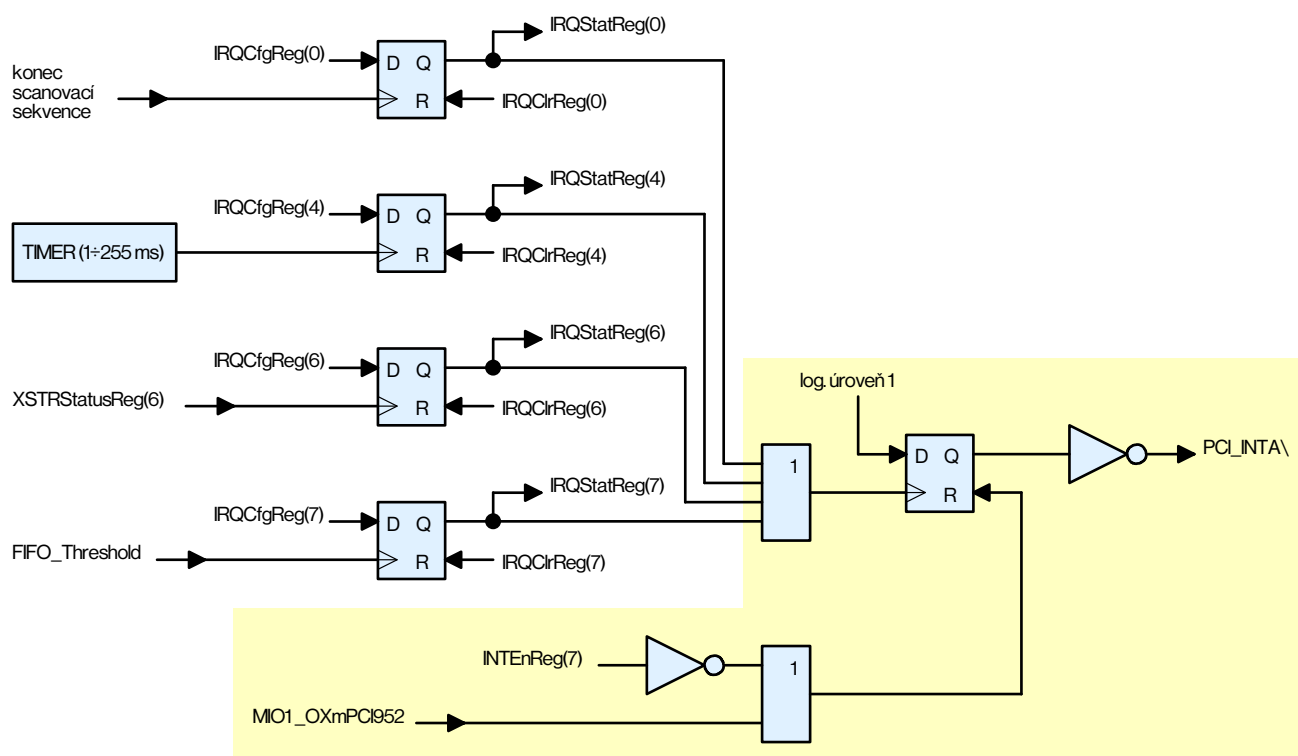 IRQStatReg(0)
IRQCfgReg(0)
D Q
konec
scanovací
sekvence
R
IRQClrReg(0)
IRQStatReg(4)
IRQCfgReg(4)
D Q
TIMER (1÷255 ms)
R
IRQClrReg(4)
IRQStatReg(6)
IRQCfgReg(6)
D Q
XSTRStatusReg(6)
R
IRQClrReg(6)
log. úroveň 1
1
D Q
PCI_INTA\
R
IRQStatReg(7)
IRQCfgReg(7)
D Q
FIFO_Threshold
R
IRQClrReg(7)
INTEnReg(7)
1
MIO1_OXmPCI952